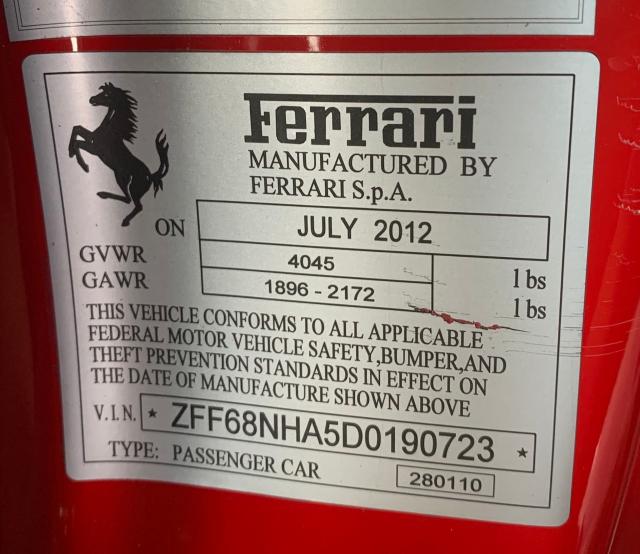 Ferrari
MANUFACTURED BY
FERRARI S.p.A.
ON JULY 2012
GVWR 4045 lbs
GAWR 1896 - 2172 lbs
THIS VEHICLE CONFORMS TO ALL APPLICABLE
FEDERAL MOTOR VEHICLE SAFETY,BUMPER,AND
THEFT PREVENTION STANDARDS IN EFFECT ON
THE DATE OF MANUFACTURE SHOWN ABOVE
V.I.N. * ZFF68NHA5D0190723 *
TYPE: PASSENGER CAR 280110